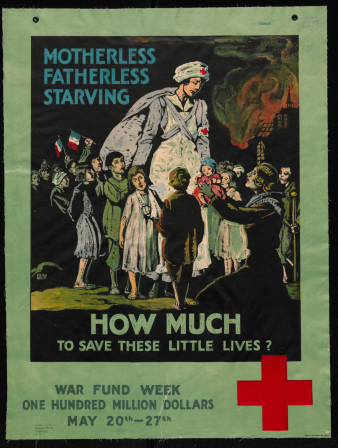 MOTHERLESS
FATHERLESS
STARVING
HOW MUCH
TO SAVE THESE LITTLE LIVES?
WAR FUND WEEK
ONE HUNDRED MILLION DOLLARS
MAY 20th-27th